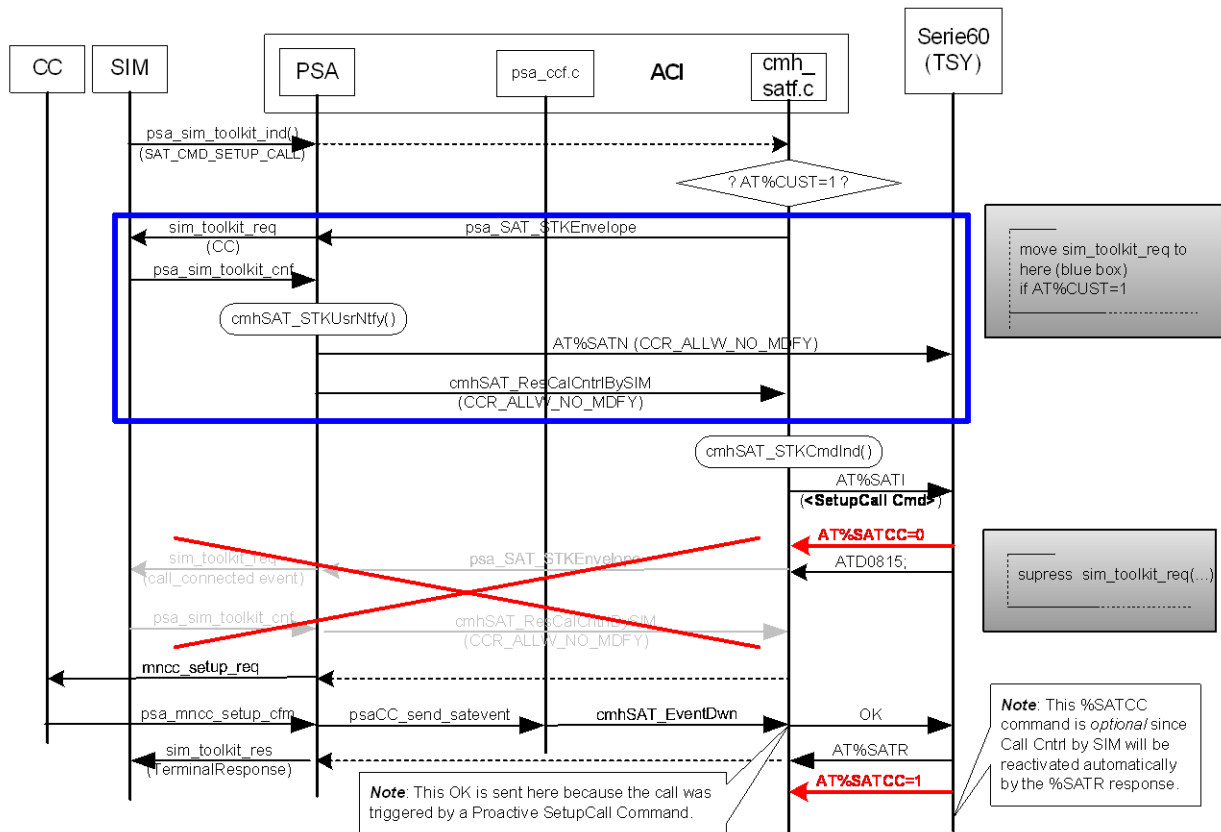 Serie60
(TSY)
CC
SIM
PSA
psa_ccf.c
ACI
cmh_
satf.c
psa_sim_toolkit_ind()
(SAT_CMD_SETUP_CALL)
? AT%CUST=1 ?
sim_toolkit_req
(CC)
psa_SAT_STKEnvelope
psa_sim_toolkit_cnf
move sim_toolkit_req to
here (blue box)
if AT%CUST=1
cmhSAT_STKUsrNtfy()
AT%SATN (CCR_ALLW_NO_MDFY)
cmhSAT_ResCalCntrlBySIM
(CCR_ALLW_NO_MDFY)
cmhSAT_STKCmdInd()
AT%SATI
(<SetupCall Cmd>)
AT%SATCC=0
sim_toolkit_req
(call_connected event)
psa_SAT_STKEnvelope
ATD0815;
supress sim_toolkit_req(...)
psa_sim_toolkit_cnf
cmhSAT_ResCalCntrlBySIM
(CCR_ALLW_NO_MDFY)
mncc_setup_req
psa_mncc_setup_cfm
psaCC_send_satevent
cmhSAT_EventDwn
OK
sim_toolkit_res
(TerminalResponse)
AT%SATR
AT%SATCC=1
Note: This %SATCC
command is optional since
Call Cntrl by SIM will be
reactivated automatically
by the %SATR response.
Note: This OK is sent here because the call was
triggered by a Proactive SetupCall Command.